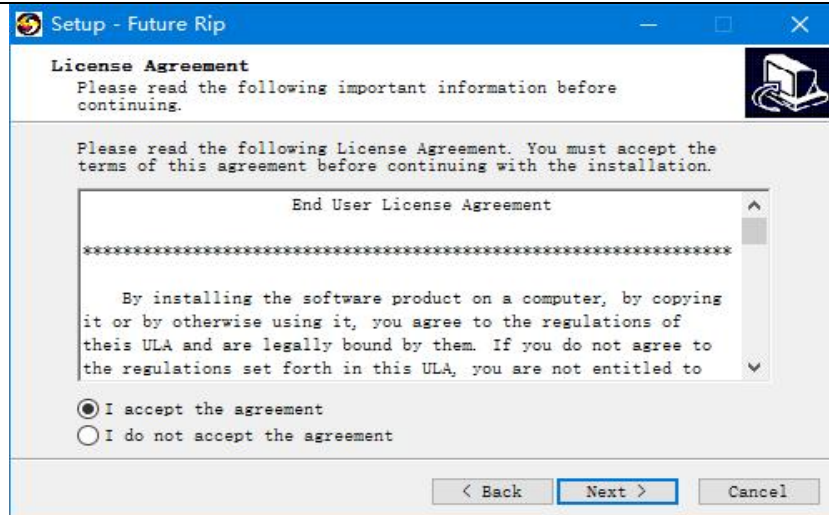 Setup - Future Rip
License Agreement
Please read the following important information before
continuing.
Please read the following License Agreement. You must accept the
terms of this agreement before continuing with the installation.
End User License Agreement
*****************************************************************
By installing the software product on a computer, by copying
it or by otherwise using it, you agree to the regulations of
theis ULA and are legally bound by them. If you do not agree to
the regulations set forth in this ULA, you are not entitled to
I accept the agreement
I do not accept the agreement
< Back Next > Cancel